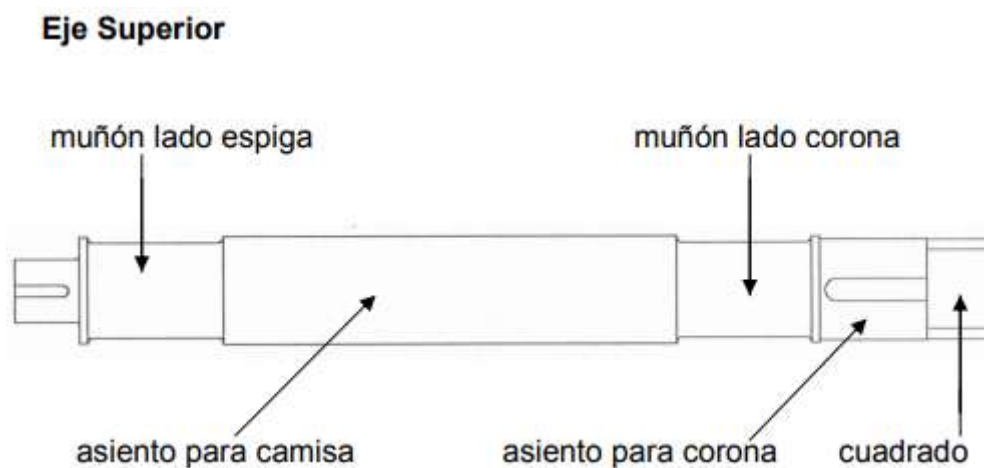 Eje Superior
muñón lado espiga
muñón lado corona
asiento para camisa
asiento para corona
cuadrado